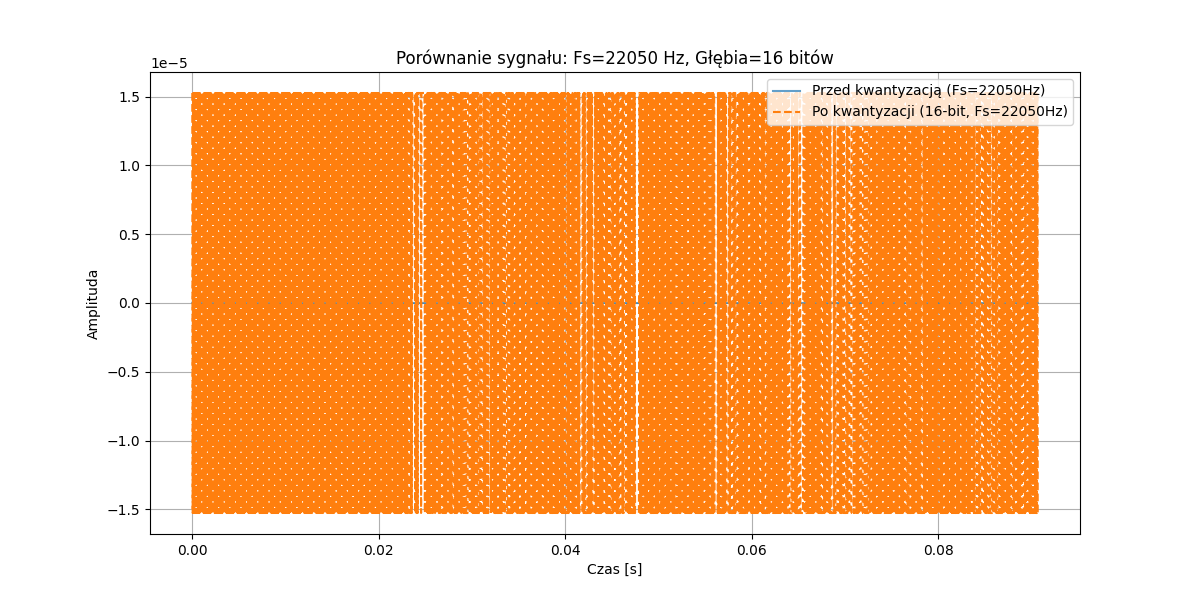 Porównanie sygnału: Fs=22050 Hz, Głębia=16 bitów
1e−5
Przed kwantyzacją (Fs=22050Hz)
Po kwantyzacji (16-bit, Fs=22050Hz)
1.5
1.0
0.5
0.0
−0.5
−1.0
−1.5
Amplituda
0.00 0.02 0.04 0.06 0.08
Czas [s]